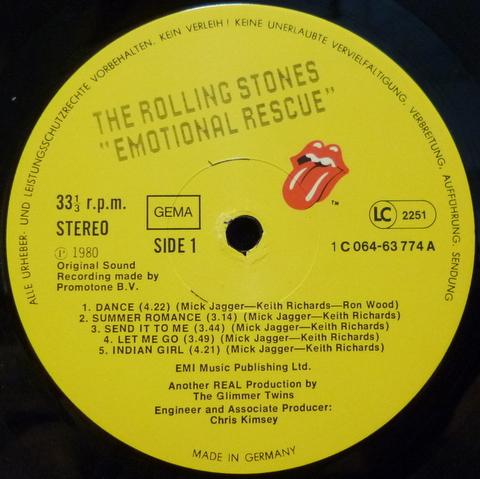 ALLE URHEBER- UND LEISTUNGSSCHUTZRECHTE VORBEHALTEN. KEIN VERLEIH! KEINE UNERLAUBTE VERVIELFÄLTIGUNG, VERBREITUNG, AUFFÜHRUNG, SENDUNG
THE ROLLING STONES
"EMOTIONAL RESCUE"
TM
33⅓ r.p.m.
STEREO
GEMA
SIDE 1
LC 2251
1 C 064-63 774 A
Ⓟ 1980
Original Sound
Recording made by
Promotone B.V.
1. DANCE (4.22) (Mick Jagger—Keith Richards—Ron Wood)
2. SUMMER ROMANCE (3.14) (Mick Jagger—Keith Richards)
3. SEND IT TO ME (3.44) (Mick Jagger—Keith Richards)
4. LET ME GO (3.49) (Mick Jagger—Keith Richards)
5. INDIAN GIRL (4.21) (Mick Jagger—Keith Richards)
EMI Music Publishing Ltd.
Another REAL Production by
The Glimmer Twins
Engineer and Associate Producer:
Chris Kimsey
MADE IN GERMANY